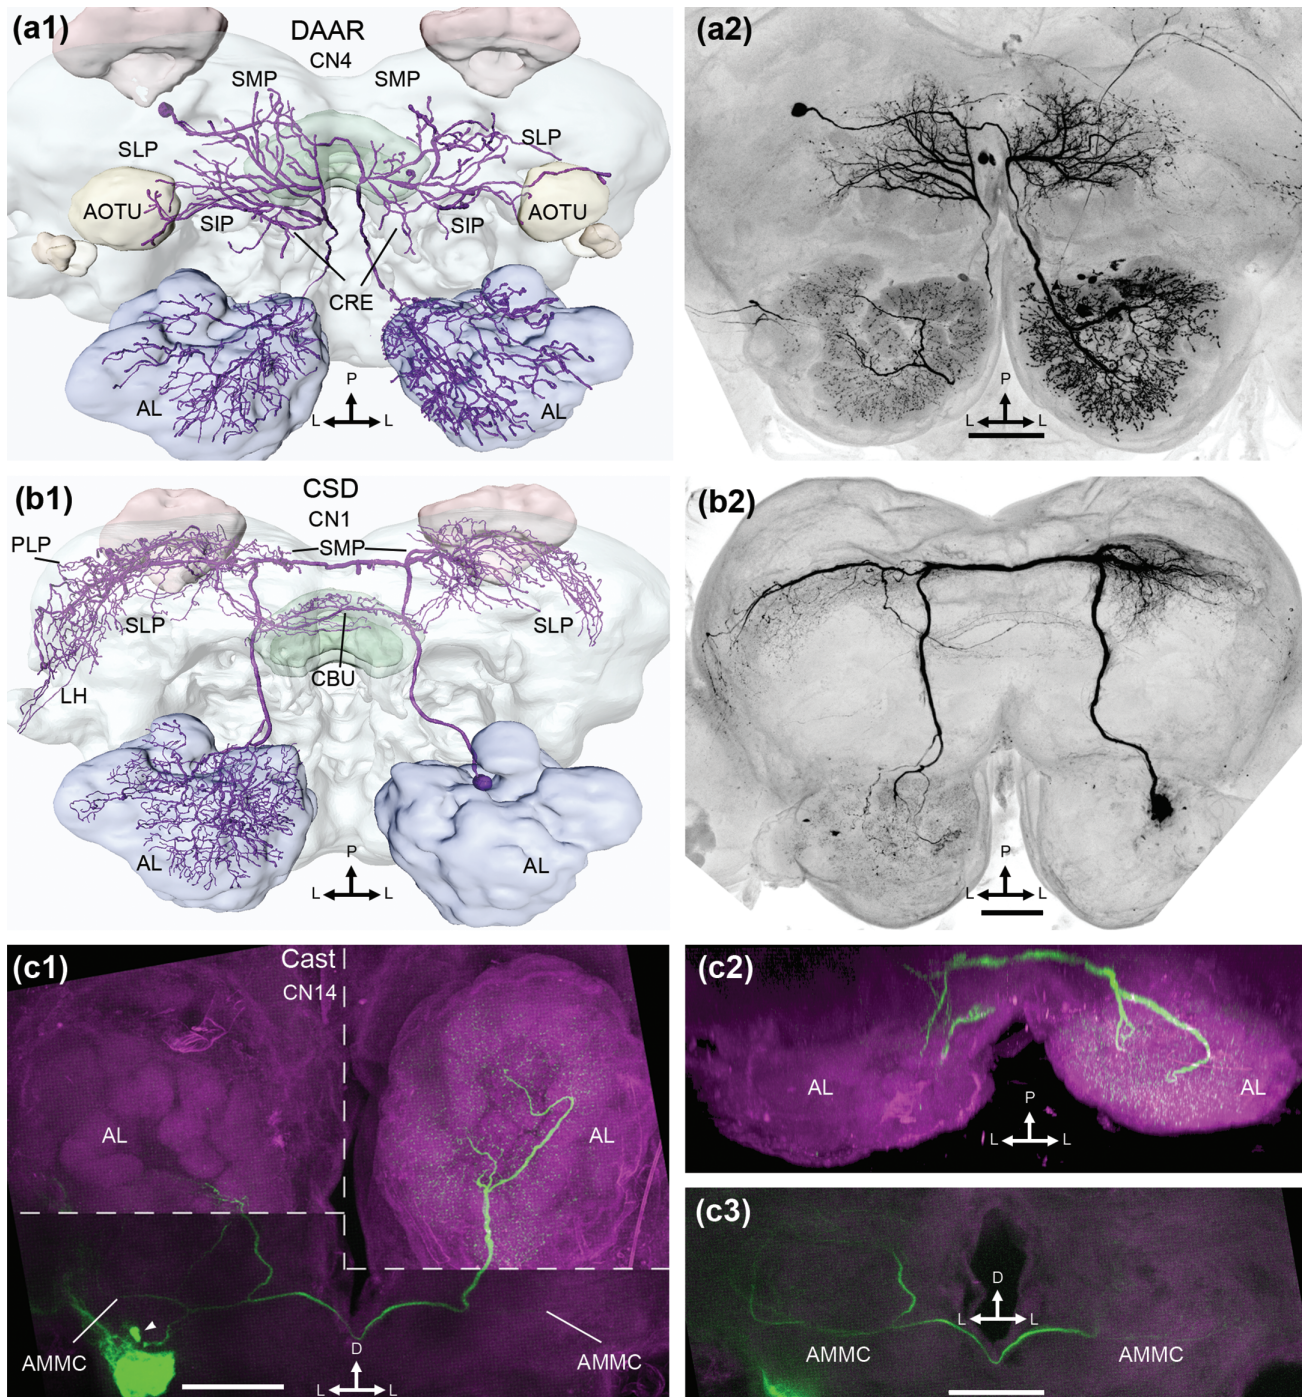 (a1)
DAAR
CN4
SMP
SMP
SLP
SLP
AOTU
AOTU
SIP
SIP
CRE
AL
AL
P
L
L
(a2)
P
L
L
(b1)
CSD
CN1
PLP
SMP
SLP
SLP
CBU
LH
AL
AL
P
L
L
(b2)
P
L
L
(c1)
Cast
CN14
AL
AL
AMMC
AMMC
D
L
L
(c2)
AL
AL
P
L
L
(c3)
D
L
L
AMMC
AMMC